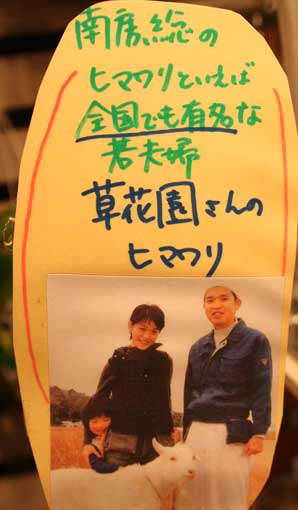 南房総の
ヒマワリといえば
全国でも有名な
若夫婦
草花園さんの
ヒマワリ